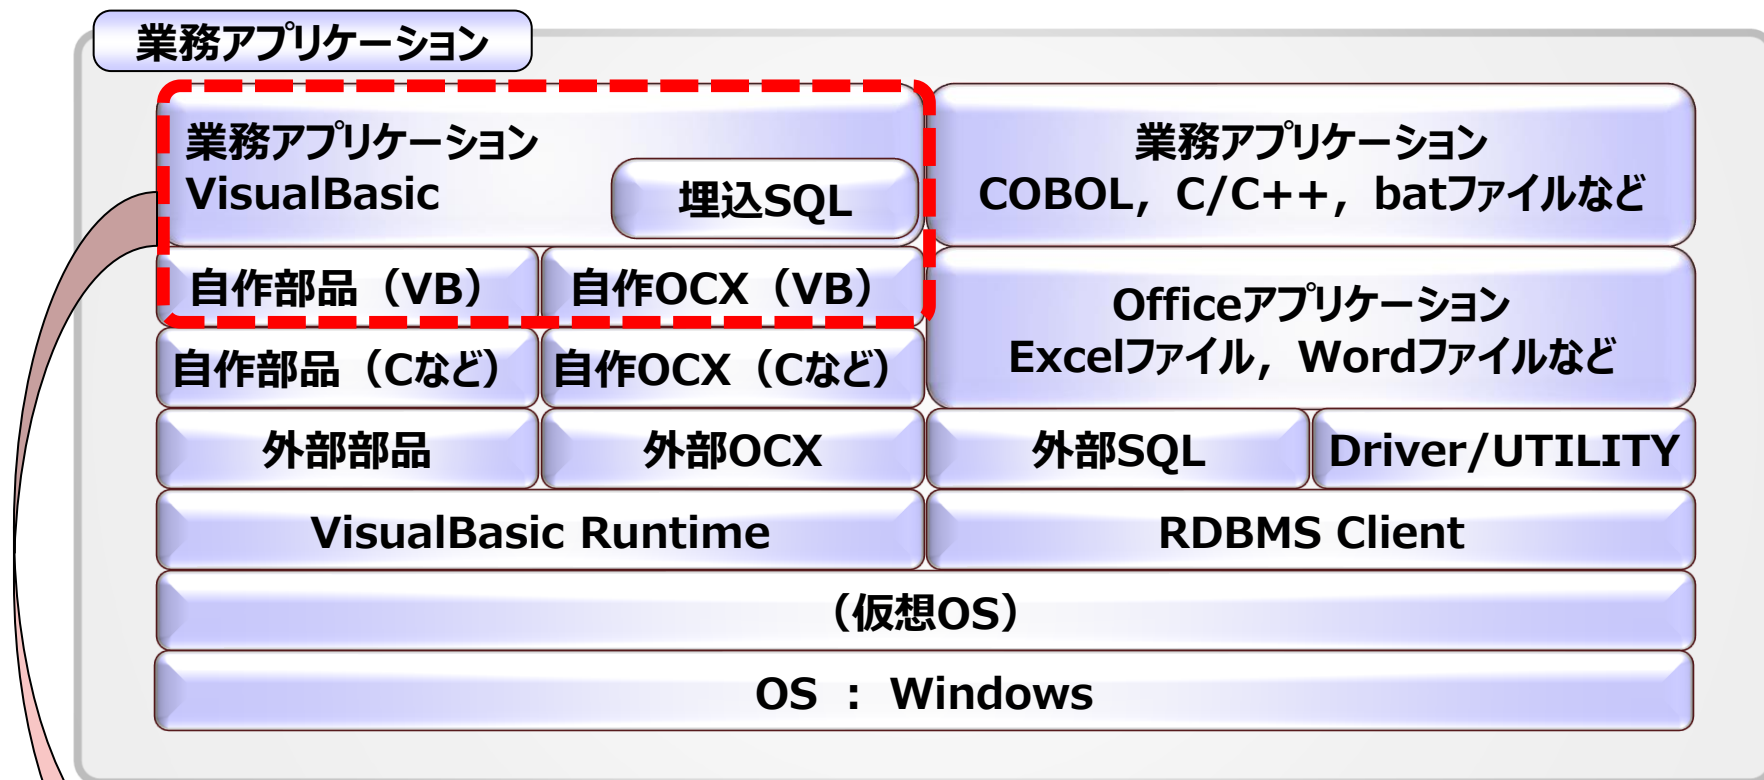 業務アプリケーション
業務アプリケーション
VisualBasic
埋込SQL
業務アプリケーション
COBOL，C/C++，batファイルなど
自作部品（VB）
自作OCX（VB）
Officeアプリケーション
Excelファイル，Wordファイルなど
自作部品（Cなど）
自作OCX（Cなど）
外部部品
外部OCX
外部SQL
Driver/UTILITY
VisualBasic Runtime
RDBMS Client
（仮想OS）
OS ： Windows